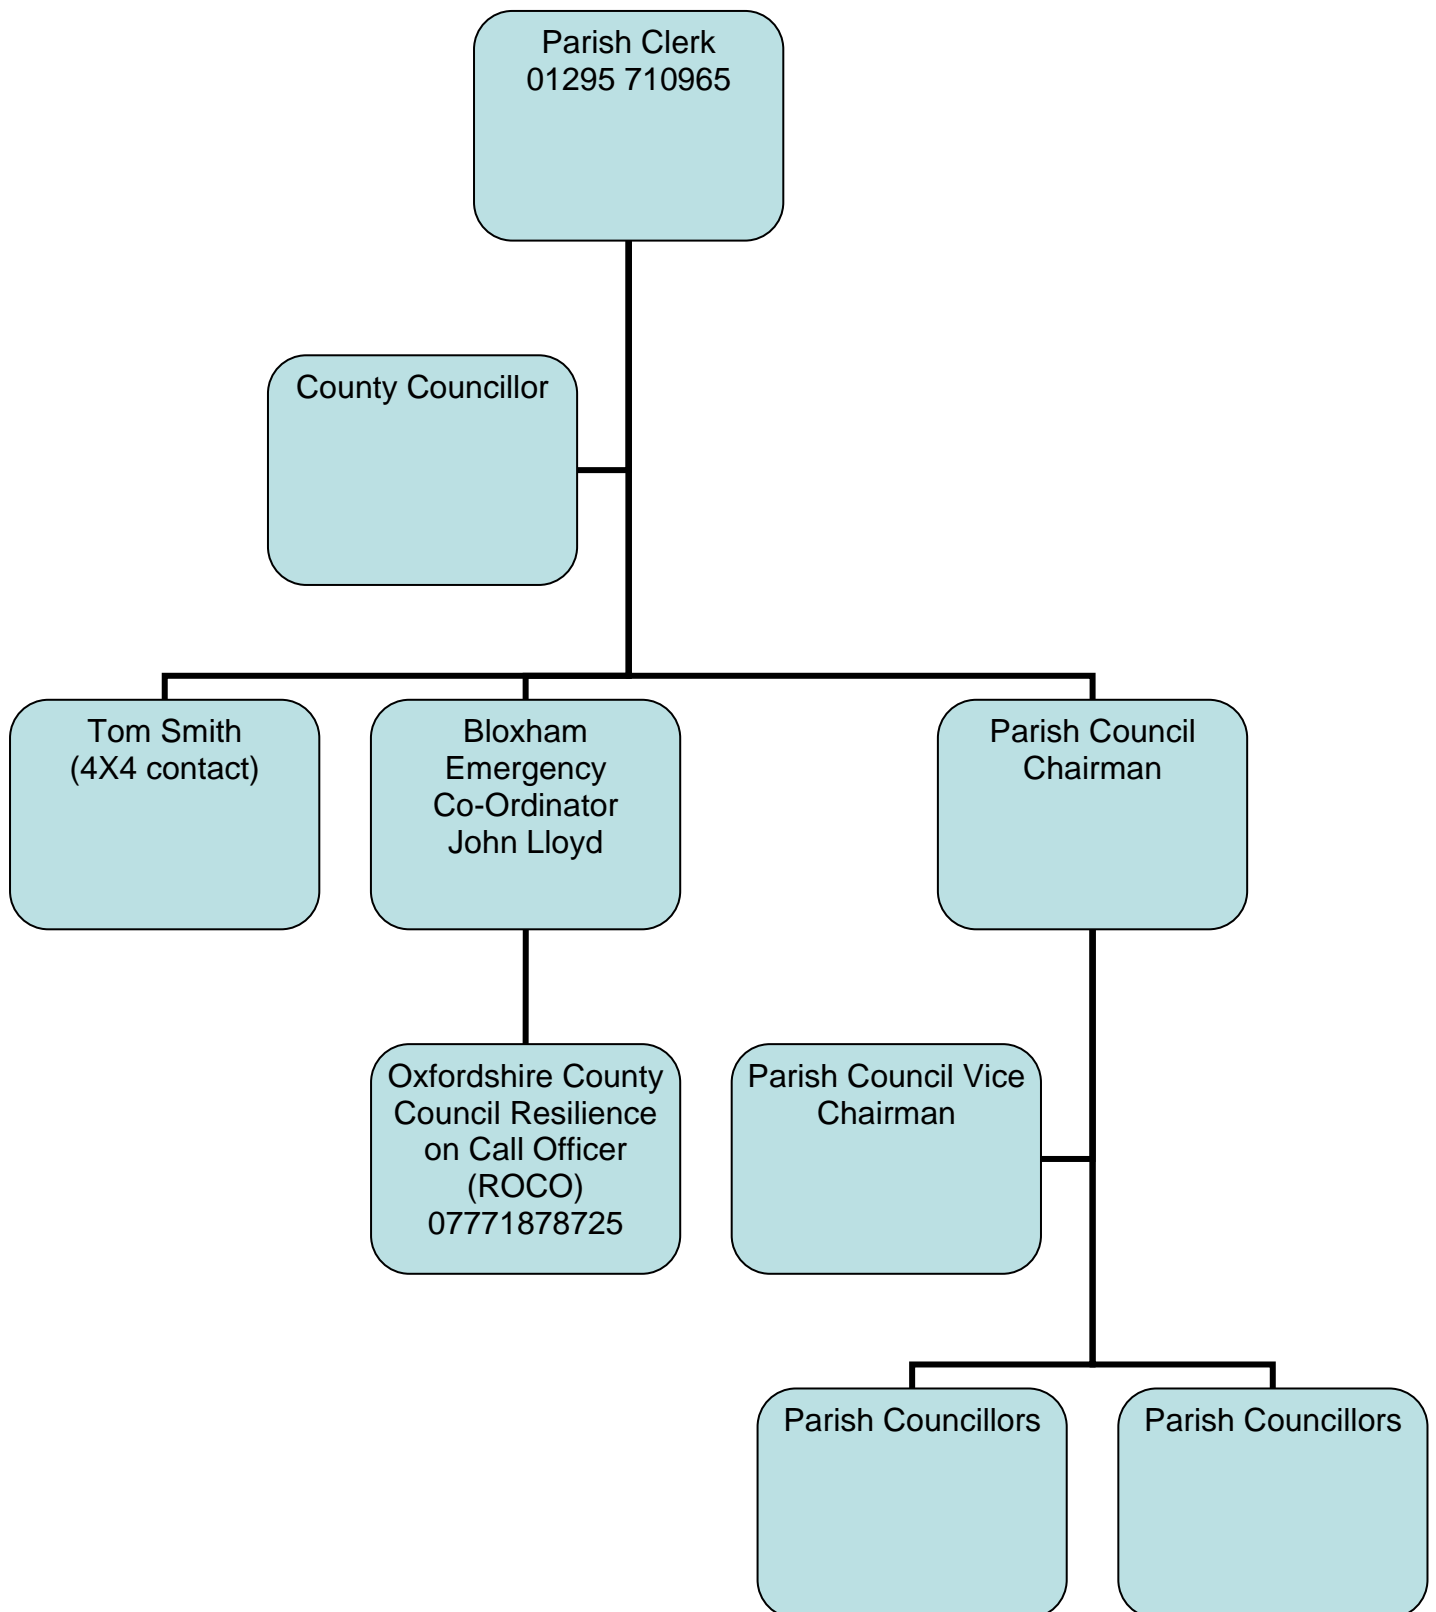 Parish Clerk
01295 710965
County Councillor
Tom Smith
(4X4 contact)
Bloxham
Emergency
Co-Ordinator
John Lloyd
Parish Council
Chairman
Oxfordshire County
Council Resilience
on Call Officer
(ROCO)
07771878725
Parish Council Vice
Chairman
Parish Councillors
Parish Councillors